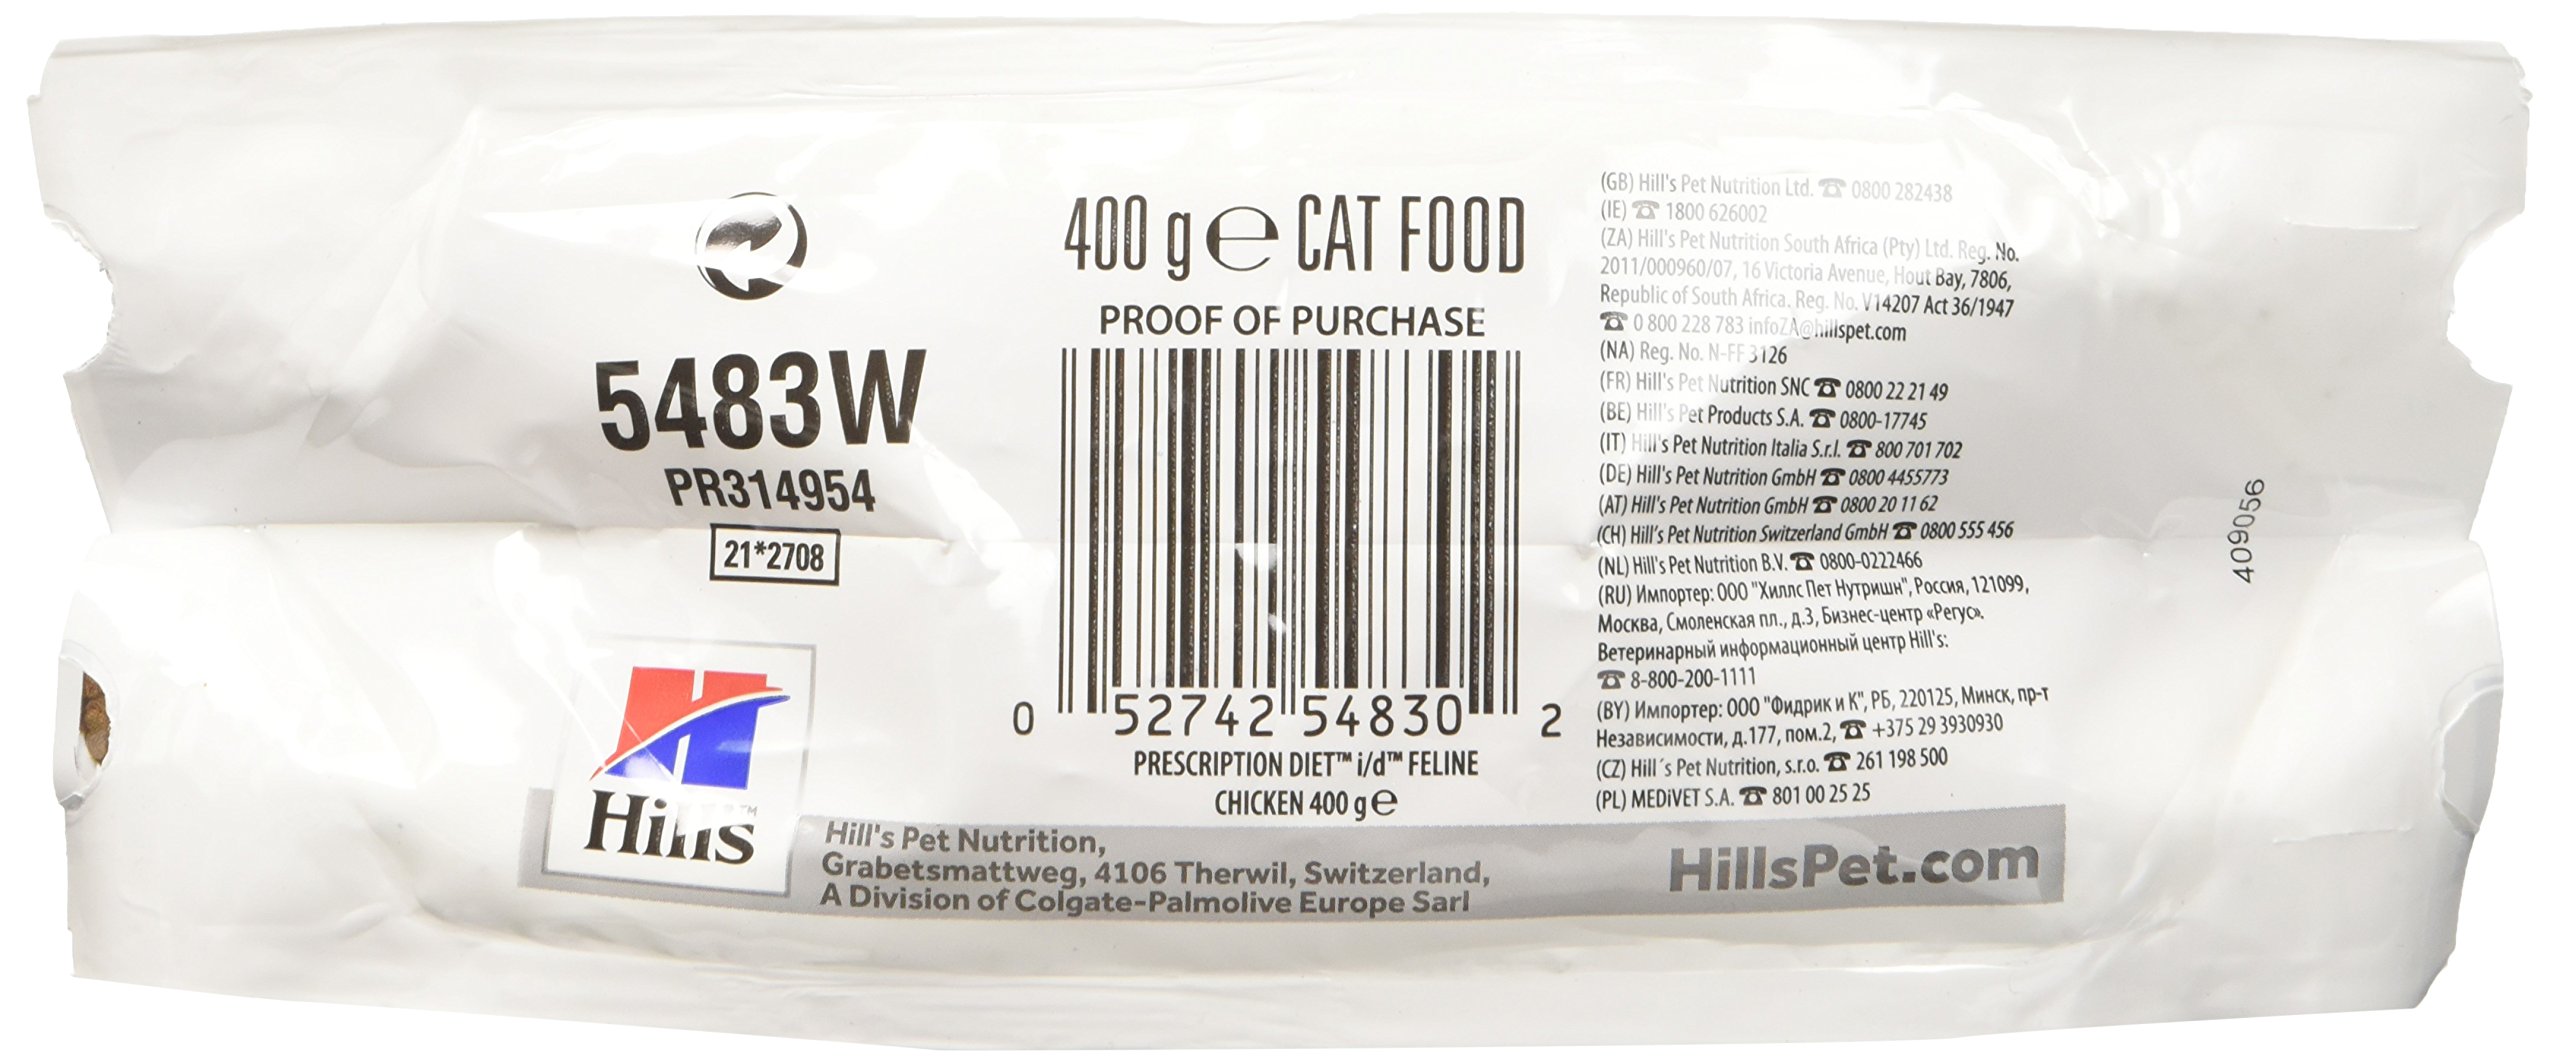 5483W
PR314954
21*2708
Hill's™
400 g ℮ CAT FOOD
PROOF OF PURCHASE
0 52742 54830 2
PRESCRIPTION DIET™ i/d™ FELINE
CHICKEN 400 g ℮
(GB) Hill's Pet Nutrition Ltd. ☎ 0800 282438
(IE) ☎ 1800 626002
(ZA) Hill's Pet Nutrition South Africa (Pty) Ltd. Reg. No.
2011/000960/07, 16 Victoria Avenue, Hout Bay, 7806,
Republic of South Africa. Reg. No. V14207 Act 36/1947
☎ 0 800 228 783 infoZA@hillspet.com
(NA) Reg. No. N-FF 3126
(FR) Hill's Pet Nutrition SNC ☎ 0800 22 21 49
(BE) Hill's Pet Products S.A. ☎ 0800-17745
(IT) Hill's Pet Nutrition Italia S.r.l. ☎ 800 701 702
(DE) Hill's Pet Nutrition GmbH ☎ 0800 4455773
(AT) Hill's Pet Nutrition GmbH ☎ 0800 20 11 62
(CH) Hill's Pet Nutrition Switzerland GmbH ☎ 0800 555 456
(NL) Hill's Pet Nutrition B.V. ☎ 0800-0222466
(RU) Импортер: ООО "Хиллс Пет Нутришн", Россия, 121099,
Москва, Смоленская пл., д.3, Бизнес-центр «Регус».
Ветеринарный информационный центр Hill's:
☎ 8-800-200-1111
(BY) Импортер: ООО "Фидрик и К", РБ, 220125, Минск, пр-т
Независимости, д.177, пом.2, ☎ +375 29 3930930
(CZ) Hill´s Pet Nutrition, s.r.o. ☎ 261 198 500
(PL) MEDiVET S.A. ☎ 801 00 25 25
409056
Hill's Pet Nutrition,
Grabetsmattweg, 4106 Therwil, Switzerland,
A Division of Colgate-Palmolive Europe Sarl
HillsPet.com